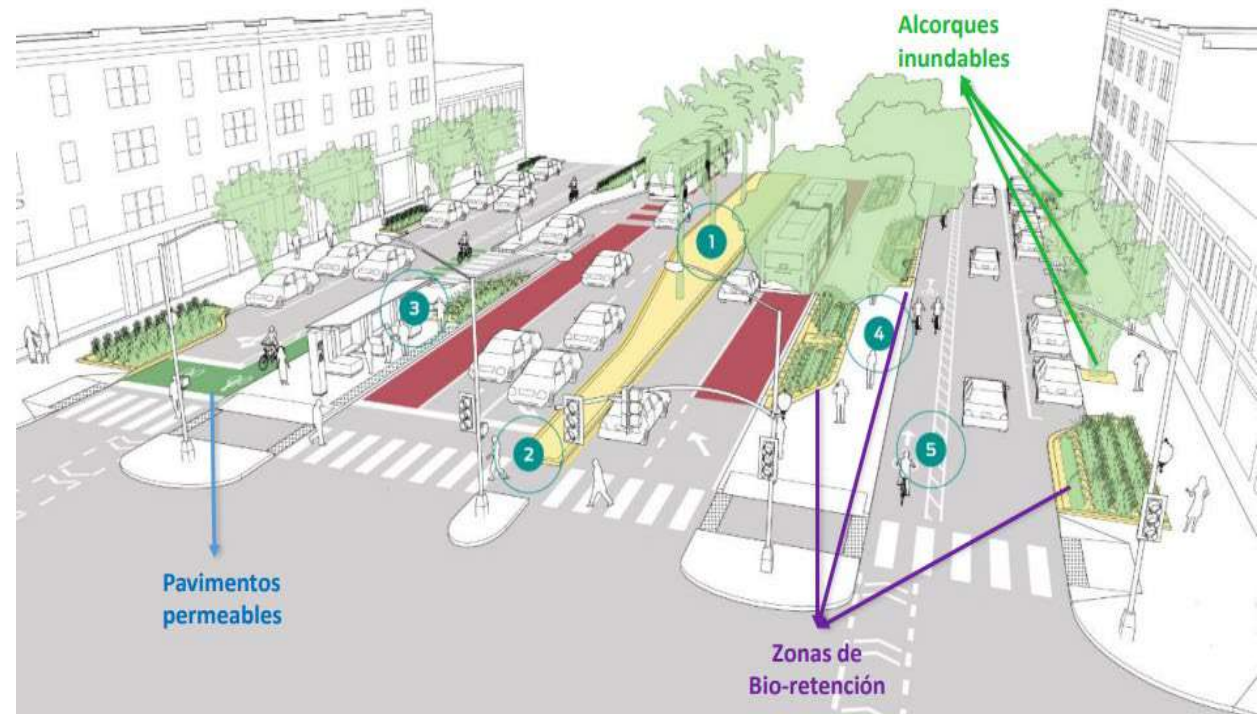 Alcorques
inundables
1
3
4
2
5
Pavimentos
permeables
Zonas de
Bio-retención